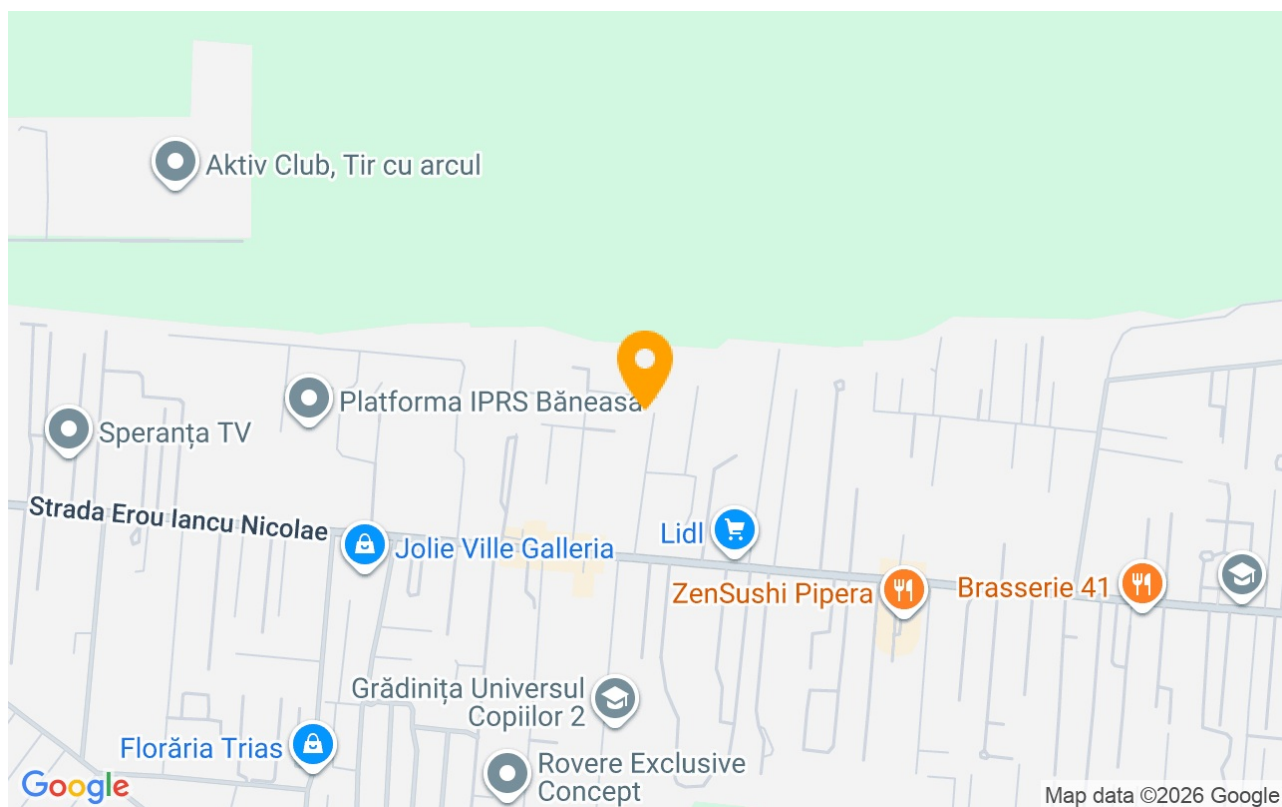 Aktiv Club, Tir cu arcul
Platforma IPRS Băneasa
Speranța TV
Strada Erou Iancu Nicolae
Lidl
Jolie Ville Galleria
ZenSushi Pipera
Brasserie 41
Grădinița Universul
Copiilor 2
Florăria Trias
Rovere Exclusive
Concept
Google
Map data ©2026 Google